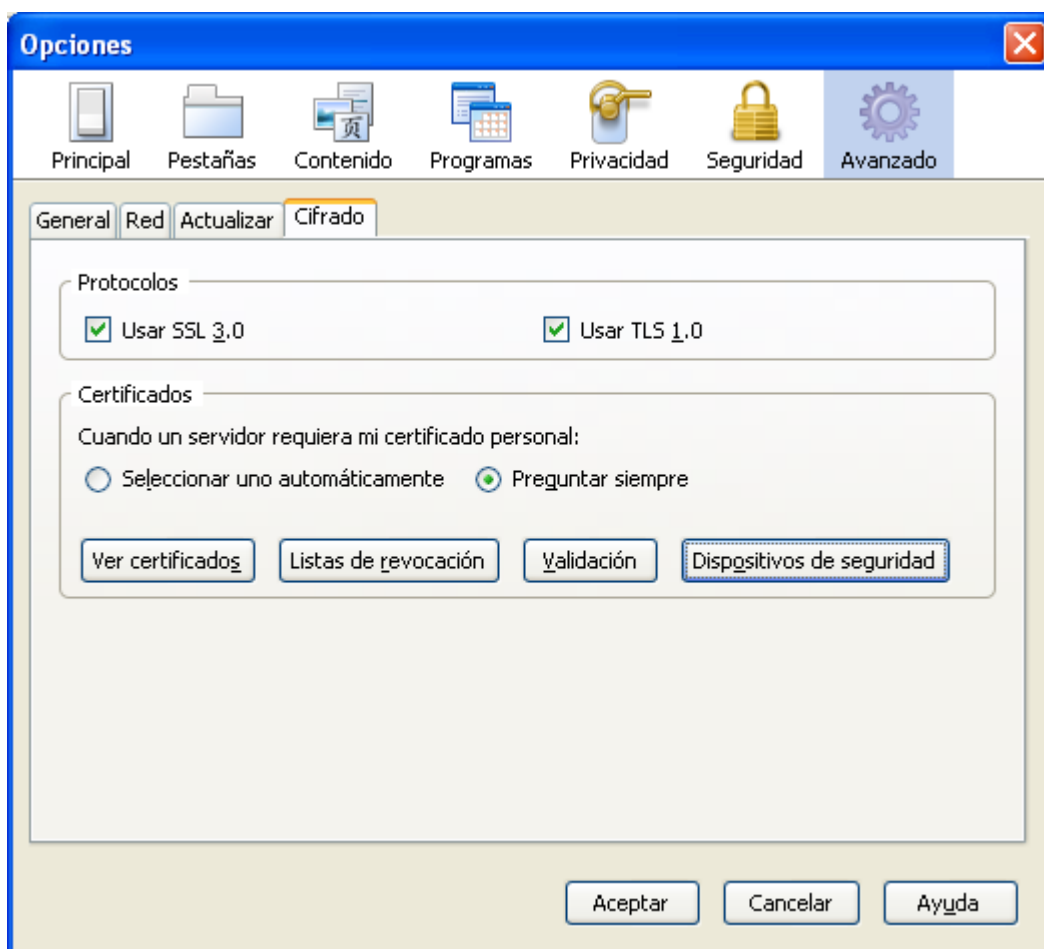 Opciones
页
Principal Pestañas Contenido Programas Privacidad Seguridad Avanzado
General Red Actualizar Cifrado
Protocolos
Usar SSL 3.0 Usar TLS 1.0
Certificados
Cuando un servidor requiera mi certificado personal:
Seleccionar uno automáticamente Preguntar siempre
Ver certificados Listas de revocación Validación Dispositivos de seguridad
Aceptar Cancelar Ayuda